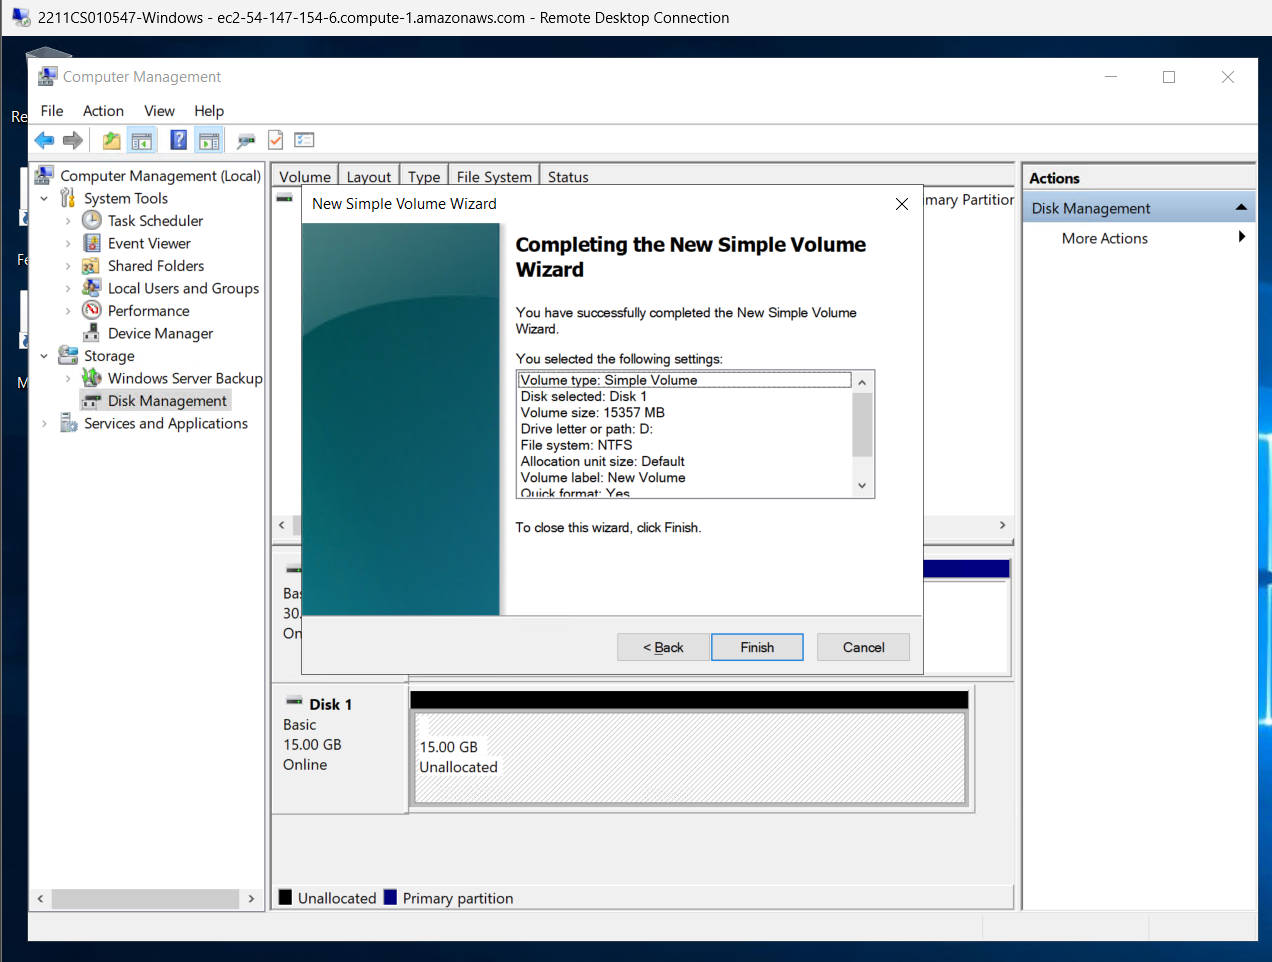 2211CS010547-Windows - ec2-54-147-154-6.compute-1.amazonaws.com - Remote Desktop Connection
Computer Management
File Action View Help
Computer Management (Local)
System Tools
Task Scheduler
Event Viewer
Shared Folders
Local Users and Groups
Performance
Device Manager
Storage
Windows Server Backup
Disk Management
Services and Applications
Volume Layout Type File System Status
New Simple Volume Wizard
Completing the New Simple Volume
Wizard
You have successfully completed the New Simple Volume
Wizard.
You selected the following settings:
Volume type: Simple Volume
Disk selected: Disk 1
Volume size: 15357 MB
Drive letter or path: D:
File system: NTFS
Allocation unit size: Default
Volume label: New Volume
Quick format: Yes
To close this wizard, click Finish.
< Back Finish Cancel
Partition
Disk 1
Basic
15.00 GB
Online
15.00 GB
Unallocated
Unallocated Primary partition
Actions
Disk Management
More Actions